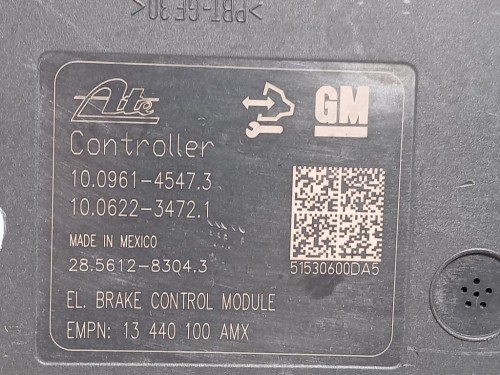 >PBT-GF30<
Ate
GM
Controller
10.0961-4547.3
10.0622-3472.1
MADE IN MEXICO
28.5612-8304.3
51530600DA5
EL. BRAKE CONTROL MODULE
EMPN: 13 440 100 AMX